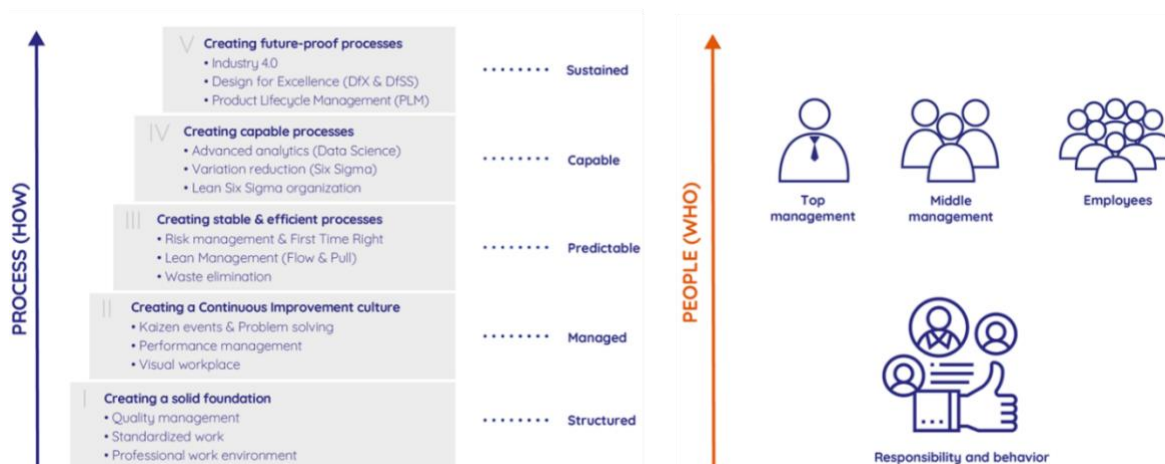 PROCESS (HOW)
V
Creating future-proof processes
• Industry 4.0
• Design for Excellence (DfX & DfSS)
• Product Lifecycle Management (PLM)
Sustained
IV
Creating capable processes
• Advanced analytics (Data Science)
• Variation reduction (Six Sigma)
• Lean Six Sigma organization
Capable
III
Creating stable & efficient processes
• Risk management & First Time Right
• Lean Management (Flow & Pull)
• Waste elimination
Predictable
II
Creating a Continuous Improvement culture
• Kaizen events & Problem solving
• Performance management
• Visual workplace
Managed
I
Creating a solid foundation
• Quality management
• Standardized work
• Professional work environment
Structured
PEOPLE (WHO)
Top
management
Middle
management
Employees
Responsibility and behavior